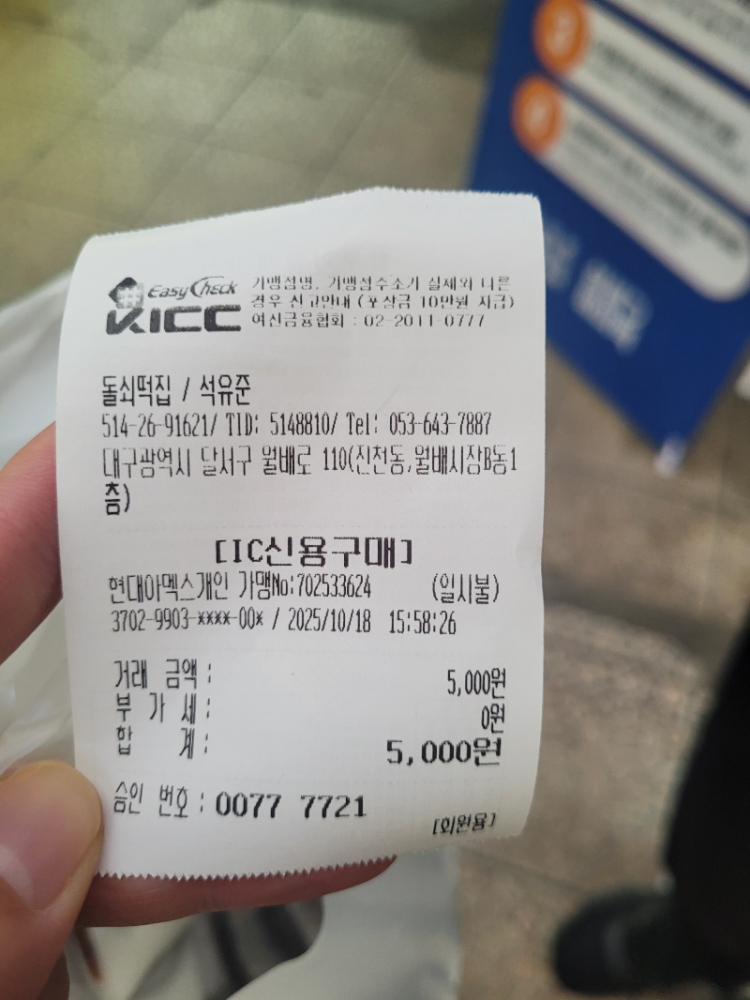 EasyCheck
KICC
가맹점명, 가맹점주소가 실제와 다른
경우 신고안내 (포상금 10만원 지급)
여신금융협회 : 02-2011-0777
돌쇠떡집 / 석유준
514-26-91621/ TID: 5148810/ Tel: 053-643-7887
대구광역시 달서구 월배로 110(진천동,월배시장B동1
층)
[IC신용구매]
현대아멕스개인 가맹No:702533624 (일시불)
3702-9903-****-00* / 2025/10/18 15:58:26
거래 금액 : 5,000원
부 가 세 : 0원
합 계 : 5,000원
승인 번호 : 0077 7721
[회원용]